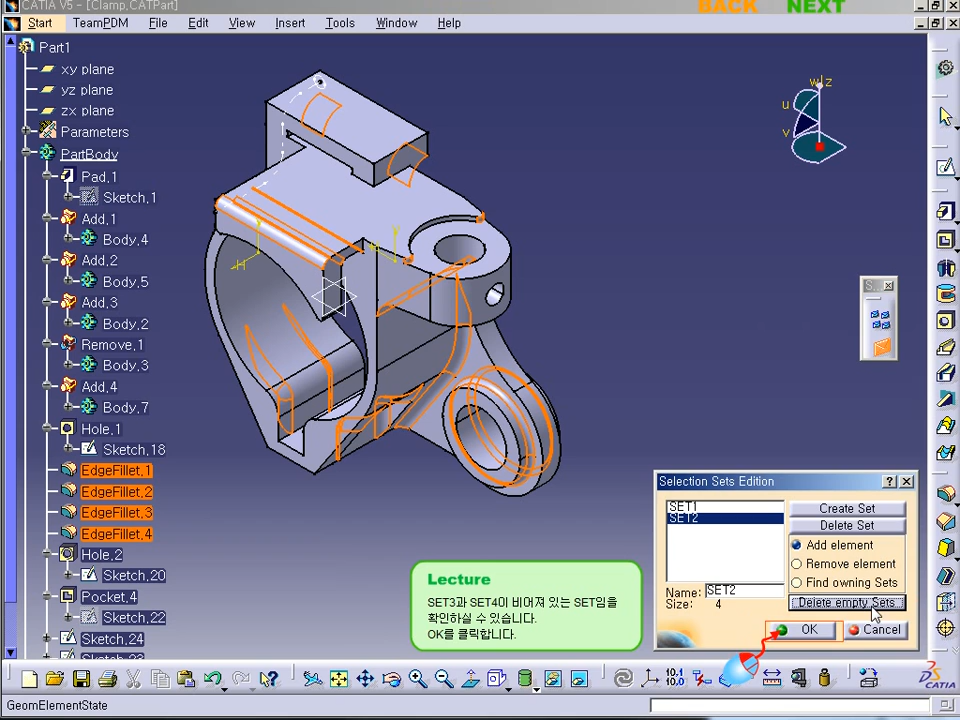 CATIA V5 - [Clamp.CATPart]
BACK NEXT
Start TeamPDM File Edit View Insert Tools Window Help
Part1
xy plane
yz plane
zx plane
Parameters
PartBody
Pad.1
Sketch.1
Add.1
Body.4
Add.2
Body.5
Add.3
Body.2
Remove.1
Body.3
Add.4
Body.7
Hole.1
Sketch.18
EdgeFillet.1
EdgeFillet.2
EdgeFillet.3
EdgeFillet.4
Hole.2
Sketch.20
Pocket.4
Sketch.22
Sketch.24
w z
u
v
H
S...
Selection Sets Edition
SET1
SET2
Create Set
Delete Set
Add element
Remove element
Find owning Sets
Name: SET2
Size: 4
Delete empty Sets
OK Cancel
Lecture
SET3과 SET4이 비어져 있는 SET임을
확인하실 수 있습니다.
OK를 클릭합니다.
10.1
10.0
CATIA
GeomElementState